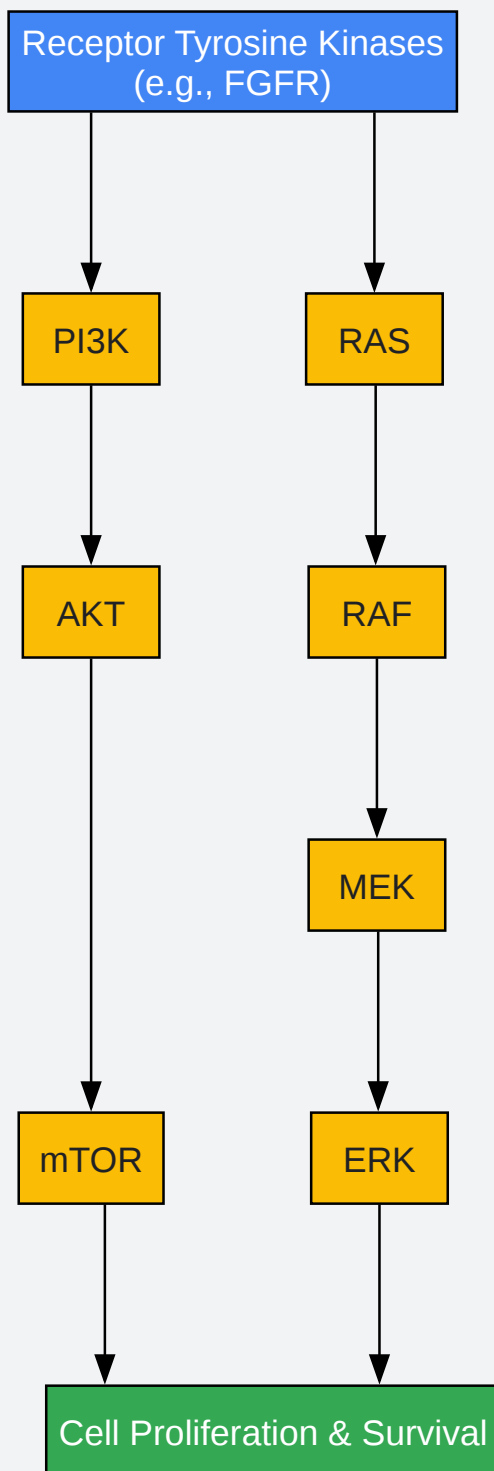 Receptor Tyrosine Kinases
(e.g., FGFR)
PI3K
RAS
AKT
RAF
MEK
mTOR
ERK
Cell Proliferation & Survival